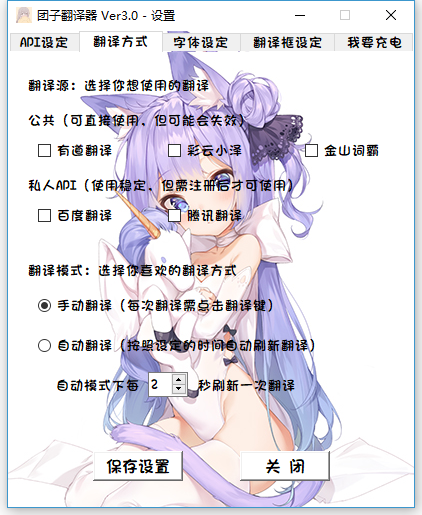 团子翻译器 Ver3.0 - 设置
API设定 翻译方式 字体设定 翻译框设定 我要充电
翻译源：选择你想使用的翻译
公共（可直接使用，但可能会失效）
有道翻译 彩云小泽 金山词霸
私人API（使用稳定，但需注册后才可使用）
百度翻译 腾讯翻译
翻译模式：选择你喜欢的翻译方式
手动翻译（每次翻译需点击翻译键）
自动翻译（按照设定的时间自动刷新翻译）
自动模式下每 2 秒刷新一次翻译
保存设置 关 闭